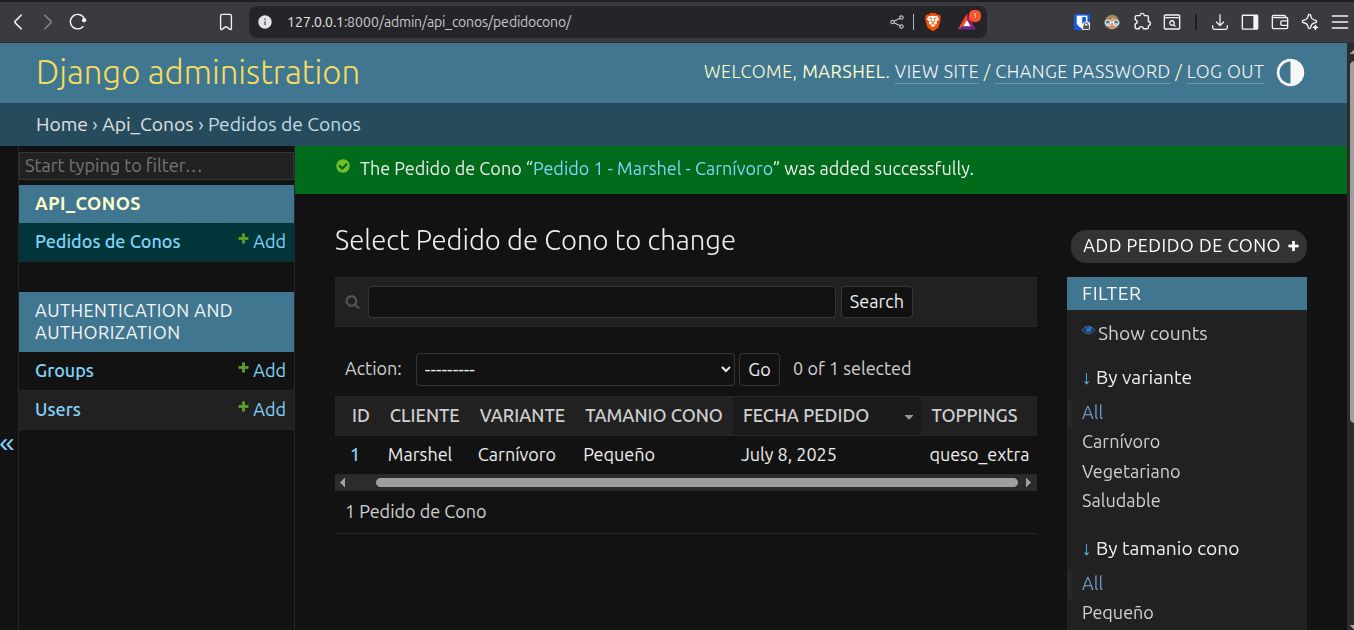 127.0.0.1:8000/admin/api_conos/pedidocono/
1
Django administration
WELCOME, MARSHEL. VIEW SITE / CHANGE PASSWORD / LOG OUT
Home › Api_Conos › Pedidos de Conos
Start typing to filter…
API_CONOS
Pedidos de Conos
+ Add
AUTHENTICATION AND
AUTHORIZATION
Groups
+ Add
Users
+ Add
«
The Pedido de Cono “Pedido 1 - Marshel - Carnívoro” was added successfully.
Select Pedido de Cono to change
ADD PEDIDO DE CONO +
Search
Action: --------- Go 0 of 1 selected
ID CLIENTE VARIANTE TAMANIO CONO FECHA PEDIDO TOPPINGS
1 Marshel Carnívoro Pequeño July 8, 2025 queso_extra
1 Pedido de Cono
FILTER
Show counts
↓ By variante
All
Carnívoro
Vegetariano
Saludable
↓ By tamanio cono
All
Pequeño